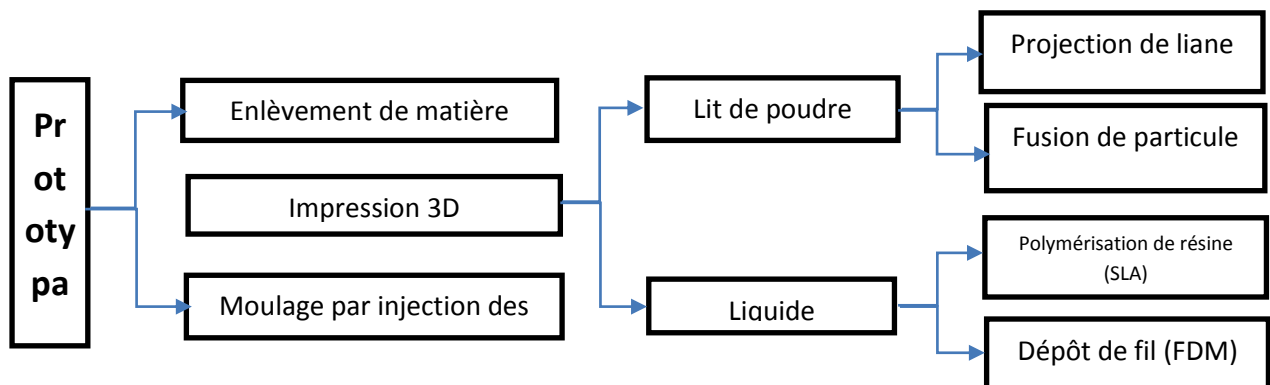 Pr
ot
oty
pa
Enlèvement de matière
Impression 3D
Moulage par injection des
Lit de poudre
Liquide
Projection de liane
Fusion de particule
Polymérisation de résine
(SLA)
Dépôt de fil (FDM)